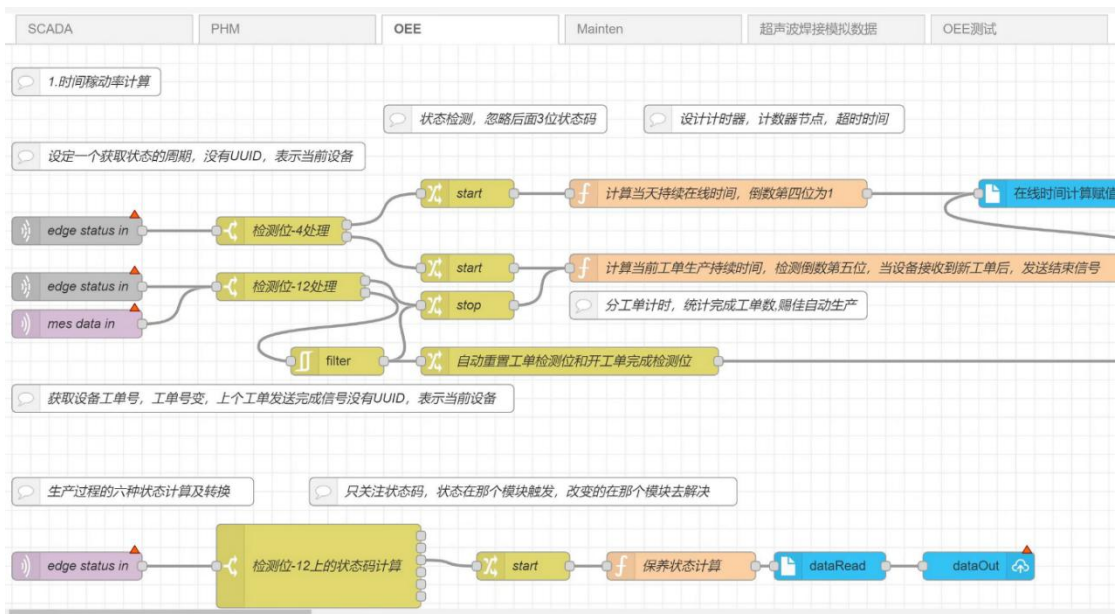 SCADA
PHM
OEE
Mainten
超声波焊接模拟数据
OEE测试
1.时间稼动率计算
状态检测，忽略后面3位状态码
设计计时器，计数器节点，超时时间
设定一个获取状态的周期，没有UUID，表示当前设备
start
计算当天持续在线时间，倒数第四位为1
在线时间计算赋值
edge status in
检测位-4处理
start
计算当前工单生产持续时间，检测倒数第五位，当设备接收到新工单后，发送结束信号
edge status in
检测位-12处理
stop
分工单计时，统计完成工单数,赐佳自动生产
mes data in
filter
自动重置工单检测位和开工单完成检测位
获取设备工单号，工单号变，上个工单发送完成信号没有UUID，表示当前设备
生产过程的六种状态计算及转换
只关注状态码，状态在那个模块触发，改变的在那个模块去解决
edge status in
检测位-12上的状态码计算
start
保养状态计算
dataRead
dataOut